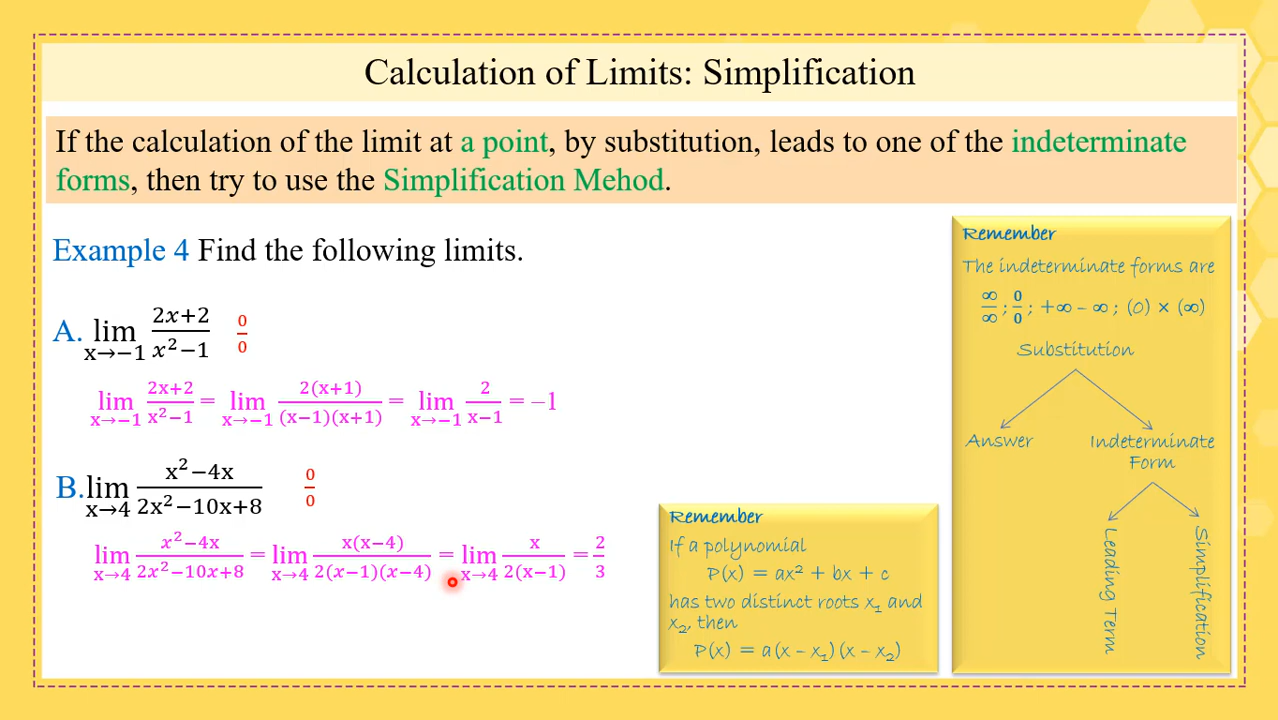 Calculation of Limits: Simplification
If the calculation of the limit at a point, by substitution, leads to one of the indeterminate
forms, then try to use the Simplification Mehod.
Example 4 Find the following limits.
A. lim x→−1 (2x+2)/(x²−1) 0/0
lim x→−1 (2x+2)/(x²−1) = lim x→−1 2(x+1)/((x−1)(x+1)) = lim x→−1 2/(x−1) = −1
B. lim x→4 (x²−4x)/(2x²−10x+8) 0/0
lim x→4 (x²−4x)/(2x²−10x+8) = lim x→4 x(x−4)/(2(x−1)(x−4)) = lim x→4 x/(2(x−1)) = 2/3
Remember
If a polynomial
P(x) = ax² + bx + c
has two distinct roots x₁ and
x₂, then
P(x) = a(x − x₁)(x − x₂)
Remember
The indeterminate forms are
∞/∞ ; 0/0 ; +∞ − ∞ ; (0) × (∞)
Substitution
Answer
Indeterminate
Form
Leading Term
Simplification